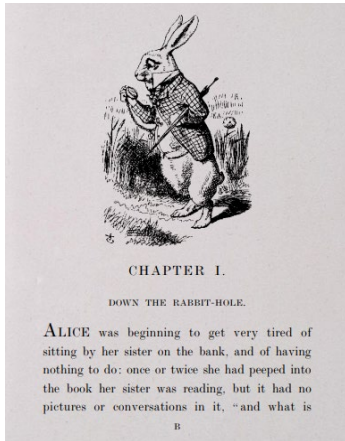 CHAPTER I.
DOWN THE RABBIT-HOLE.
ALICE was beginning to get very tired of
sitting by her sister on the bank, and of having
nothing to do: once or twice she had peeped into
the book her sister was reading, but it had no
pictures or conversations in it, “and what is
B